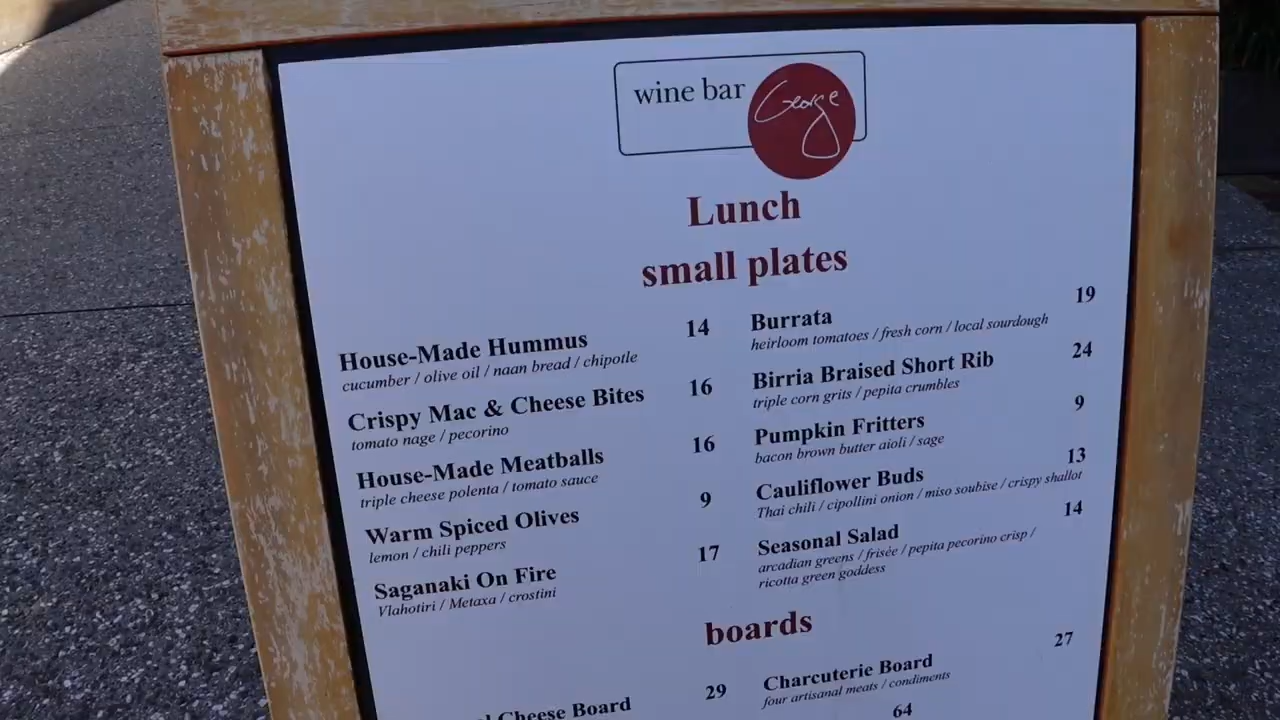 wine bar George
Lunch
small plates
House-Made Hummus 14
cucumber / olive oil / naan bread / chipotle
Crispy Mac & Cheese Bites 16
tomato nage / pecorino
House-Made Meatballs 16
triple cheese polenta / tomato sauce
Warm Spiced Olives 9
lemon / chili peppers
Saganaki On Fire 17
Vlahotiri / Metaxa / crostini
Burrata 19
heirloom tomatoes / fresh corn / local sourdough
Birria Braised Short Rib 24
triple corn grits / pepita crumbles
Pumpkin Fritters 9
bacon brown butter aioli / sage
Cauliflower Buds 13
Thai chili / cipollini onion / miso soubise / crispy shallot
Seasonal Salad 14
arcadian greens / frisée / pepita pecorino crisp /
ricotta green goddess
boards
Cheese Board 29
Charcuterie Board 27
four artisanal meats / condiments
64